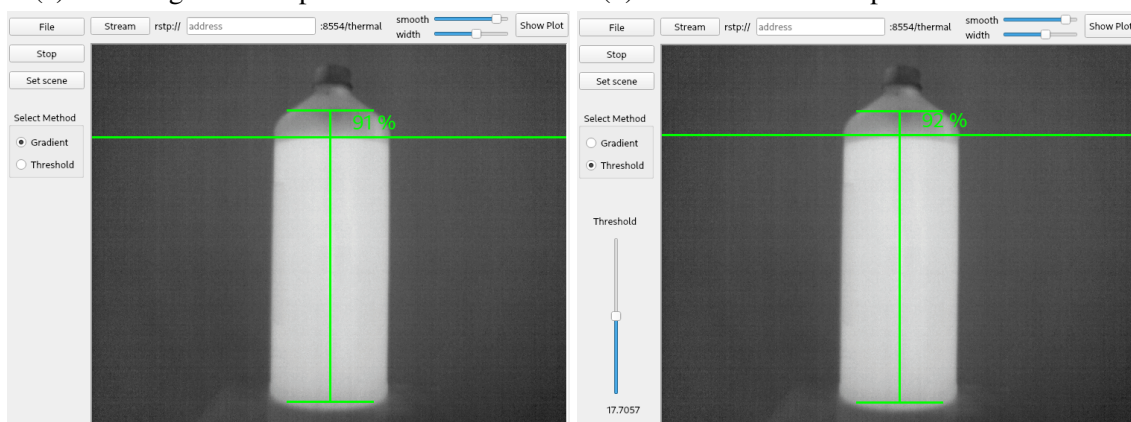 File
Stream
rstp://
address
:8554/thermal
smooth
width
Show Plot
Stop
Set scene
Select Method
Gradient
Threshold
91 %
File
Stream
rstp://
address
:8554/thermal
smooth
width
Show Plot
Stop
Set scene
Select Method
Gradient
Threshold
92 %
Threshold
17.7057